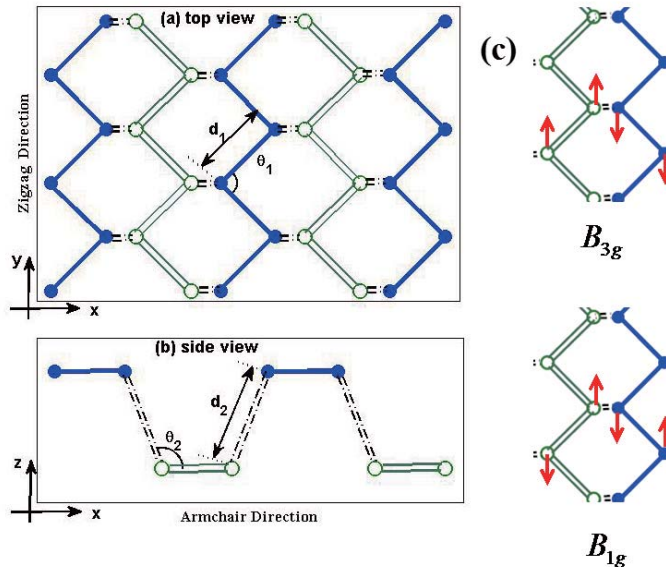 (a) top view
d₁
θ₁
Zigzag Direction
y
x
(b) side view
d₂
θ₂
z
x
Armchair Direction
(c)
B₃g
B₁g